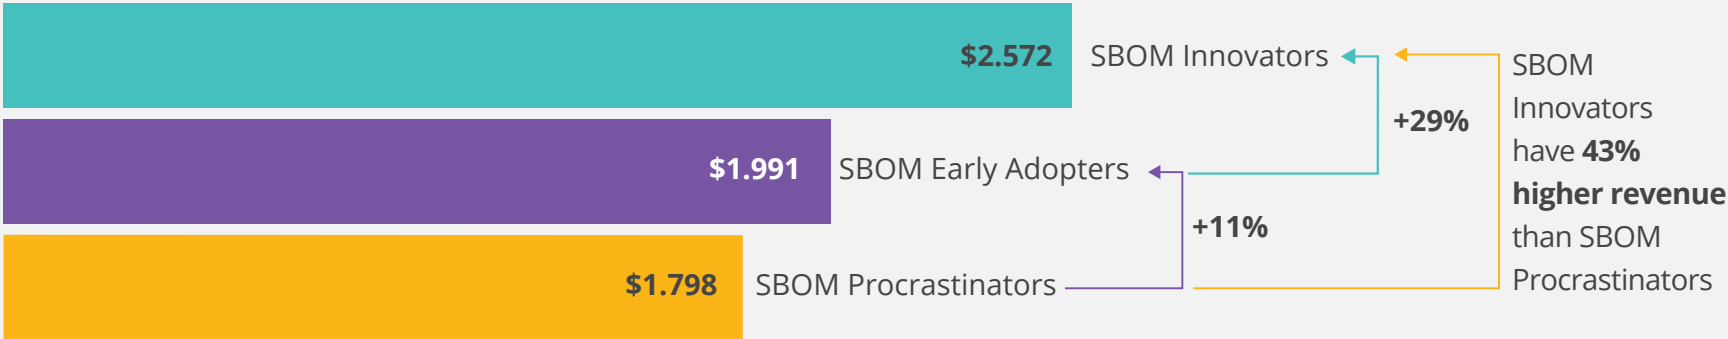 $2.572 SBOM Innovators
+29%
$1.991 SBOM Early Adopters
+11%
$1.798 SBOM Procrastinators
SBOM
Innovators
have 43%
higher revenue
than SBOM
Procrastinators